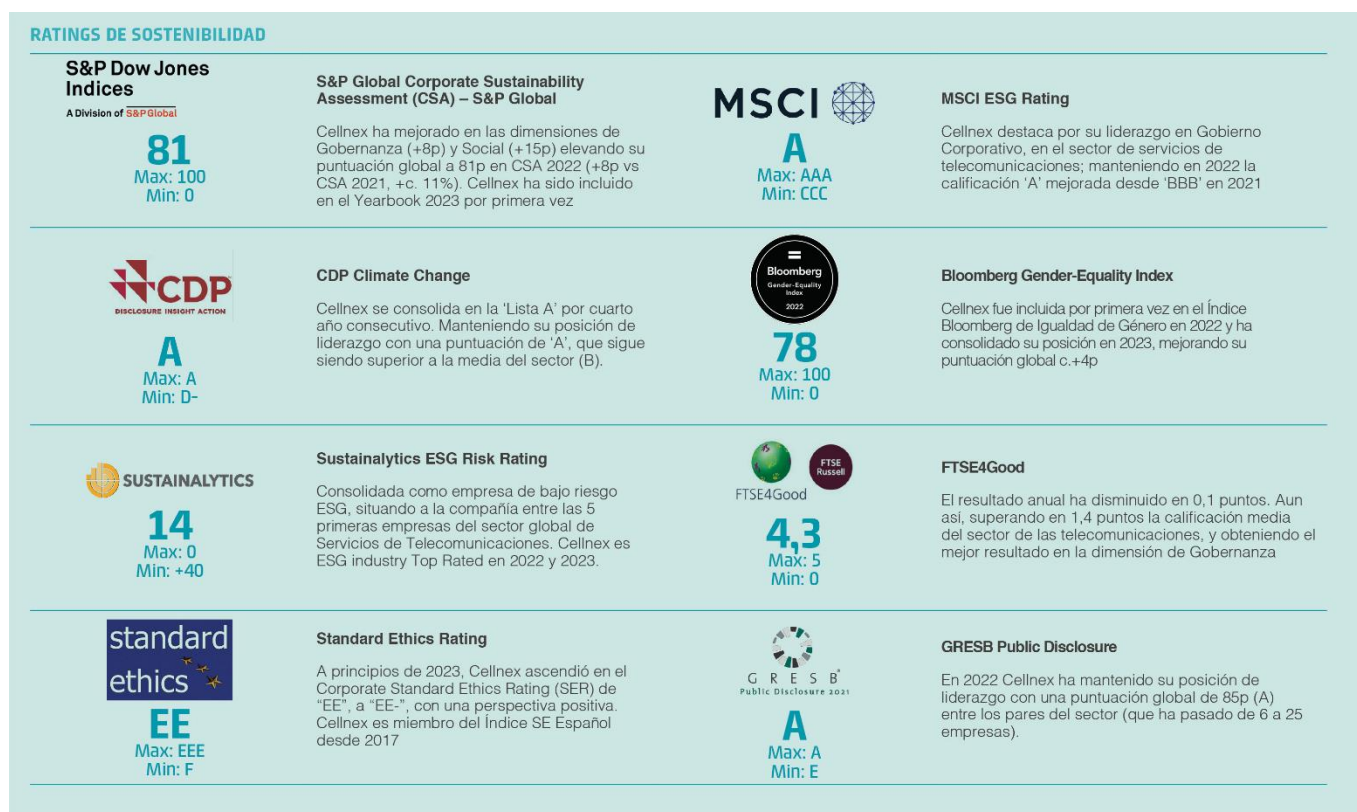 RATINGS DE SOSTENIBILIDAD
S&P Dow Jones
Indices
A Division of S&P Global
81
Max: 100
Min: 0
S&P Global Corporate Sustainability
Assessment (CSA) – S&P Global
Cellnex ha mejorado en las dimensiones de
Gobernanza (+8p) y Social (+15p) elevando su
puntuación global a 81p en CSA 2022 (+8p vs
CSA 2021, +c. 11%). Cellnex ha sido incluido
en el Yearbook 2023 por primera vez
MSCI
A
Max: AAA
Min: CCC
MSCI ESG Rating
Cellnex destaca por su liderazgo en Gobierno
Corporativo, en el sector de servicios de
telecomunicaciones; manteniendo en 2022 la
calificación ‘A’ mejorada desde ‘BBB’ en 2021
CDP
DISCLOSURE INSIGHT ACTION
A
Max: A
Min: D-
CDP Climate Change
Cellnex se consolida en la ‘Lista A’ por cuarto
año consecutivo. Manteniendo su posición de
liderazgo con una puntuación de ‘A’, que sigue
siendo superior a la media del sector (B).
Bloomberg
Gender-Equality
Index
2022
78
Max: 100
Min: 0
Bloomberg Gender-Equality Index
Cellnex fue incluida por primera vez en el Índice
Bloomberg de Igualdad de Género en 2022 y ha
consolidado su posición en 2023, mejorando su
puntuación global c.+4p
SUSTAINALYTICS
14
Max: 0
Min: +40
Sustainalytics ESG Risk Rating
Consolidada como empresa de bajo riesgo
ESG, situando a la compañía entre las 5
primeras empresas del sector global de
Servicios de Telecomunicaciones. Cellnex es
ESG industry Top Rated en 2022 y 2023.
FTSE
Russell
FTSE4Good
4,3
Max: 5
Min: 0
FTSE4Good
El resultado anual ha disminuido en 0,1 puntos. Aun
así, superando en 1,4 puntos la calificación media
del sector de las telecomunicaciones, y obteniendo el
mejor resultado en la dimensión de Gobernanza
standard
ethics
EE
Max: EEE
Min: F
Standard Ethics Rating
A principios de 2023, Cellnex ascendió en el
Corporate Standard Ethics Rating (SER) de
“EE”, a “EE-”, con una perspectiva positiva.
Cellnex es miembro del Índice SE Español
desde 2017
G R E S B®
Public Disclosure 2021
A
Max: A
Min: E
GRESB Public Disclosure
En 2022 Cellnex ha mantenido su posición de
liderazgo con una puntuación global de 85p (A)
entre los pares del sector (que ha pasado de 6 a 25
empresas).